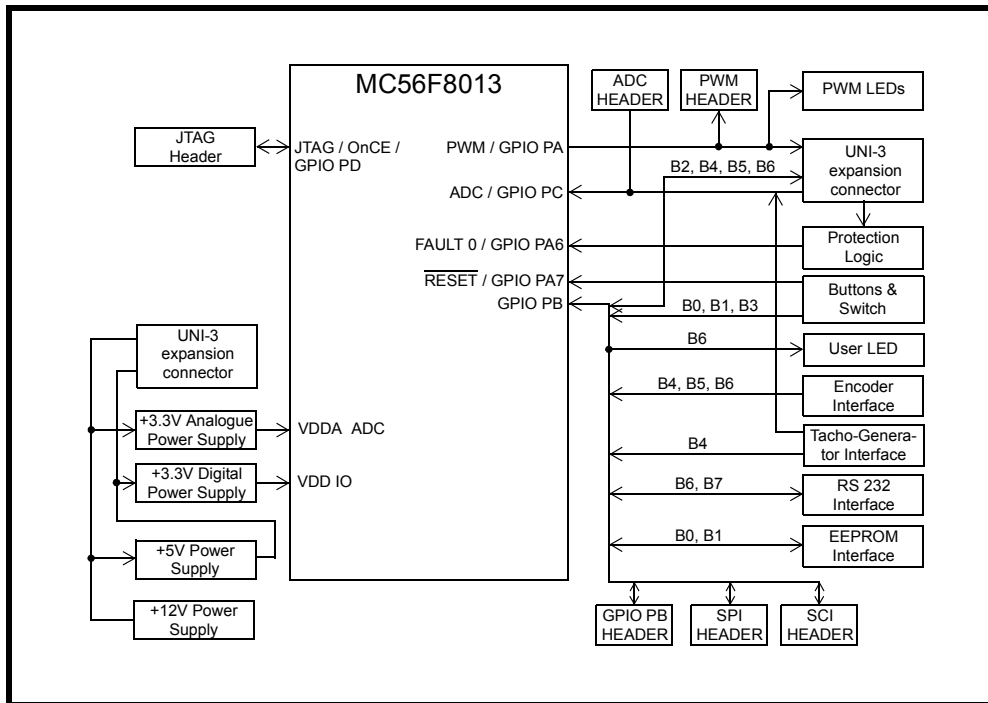 MC56F8013
JTAG
Header
JTAG / OnCE /
GPIO PD
PWM / GPIO PA
ADC / GPIO PC
FAULT 0 / GPIO PA6
RESET / GPIO PA7
GPIO PB
ADC
HEADER
PWM
HEADER
PWM LEDs
B2, B4, B5, B6
UNI-3
expansion
connector
Protection
Logic
Buttons &
Switch
B0, B1, B3
B6
User LED
B4, B5, B6
Encoder
Interface
B4
Tacho-Genera-
tor Interface
B6, B7
RS 232
Interface
B0, B1
EEPROM
Interface
UNI-3
expansion
connector
+3.3V Analogue
Power Supply
VDDA ADC
+3.3V Digital
Power Supply
VDD IO
+5V Power
Supply
+12V Power
Supply
GPIO PB
HEADER
SPI
HEADER
SCI
HEADER